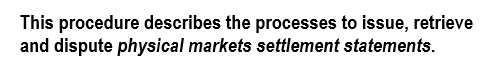 This procedure describes the processes to issue, retrieve
and dispute physical markets settlement statements.